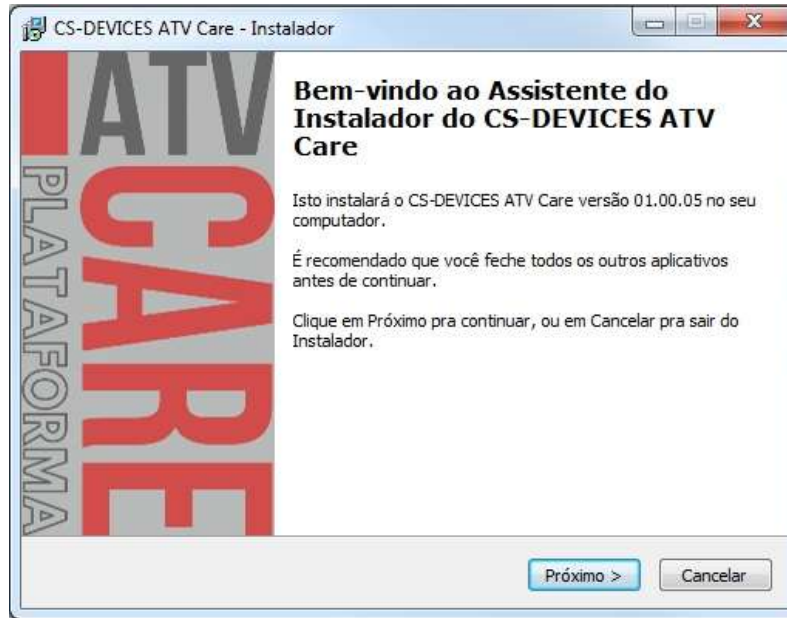 CS-DEVICES ATV Care - Instalador
ATV
CARE
PLATAFORMA
Bem-vindo ao Assistente do
Instalador do CS-DEVICES ATV
Care
Isto instalará o CS-DEVICES ATV Care versão 01.00.05 no seu
computador.
É recomendado que você feche todos os outros aplicativos
antes de continuar.
Clique em Próximo pra continuar, ou em Cancelar pra sair do
Instalador.
Próximo >
Cancelar